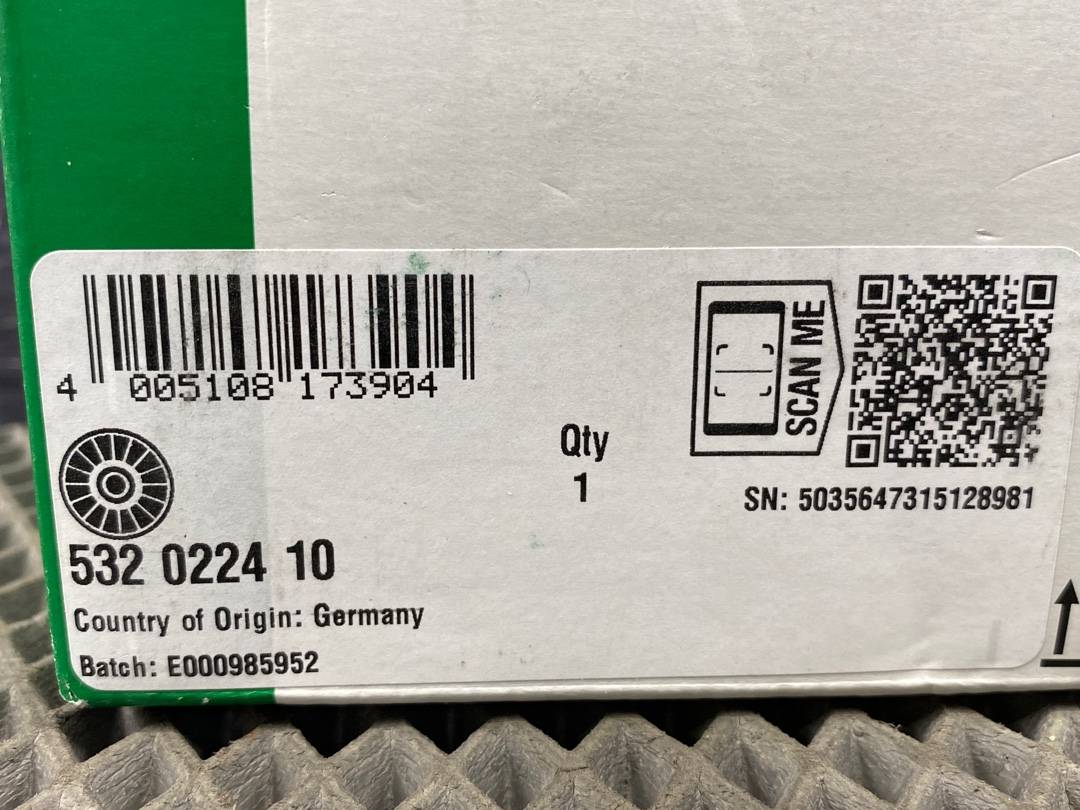 4 005108 173904
SCAN ME
Qty
1
SN: 5035647315128981
532 0224 10
Country of Origin: Germany
Batch: E000985952